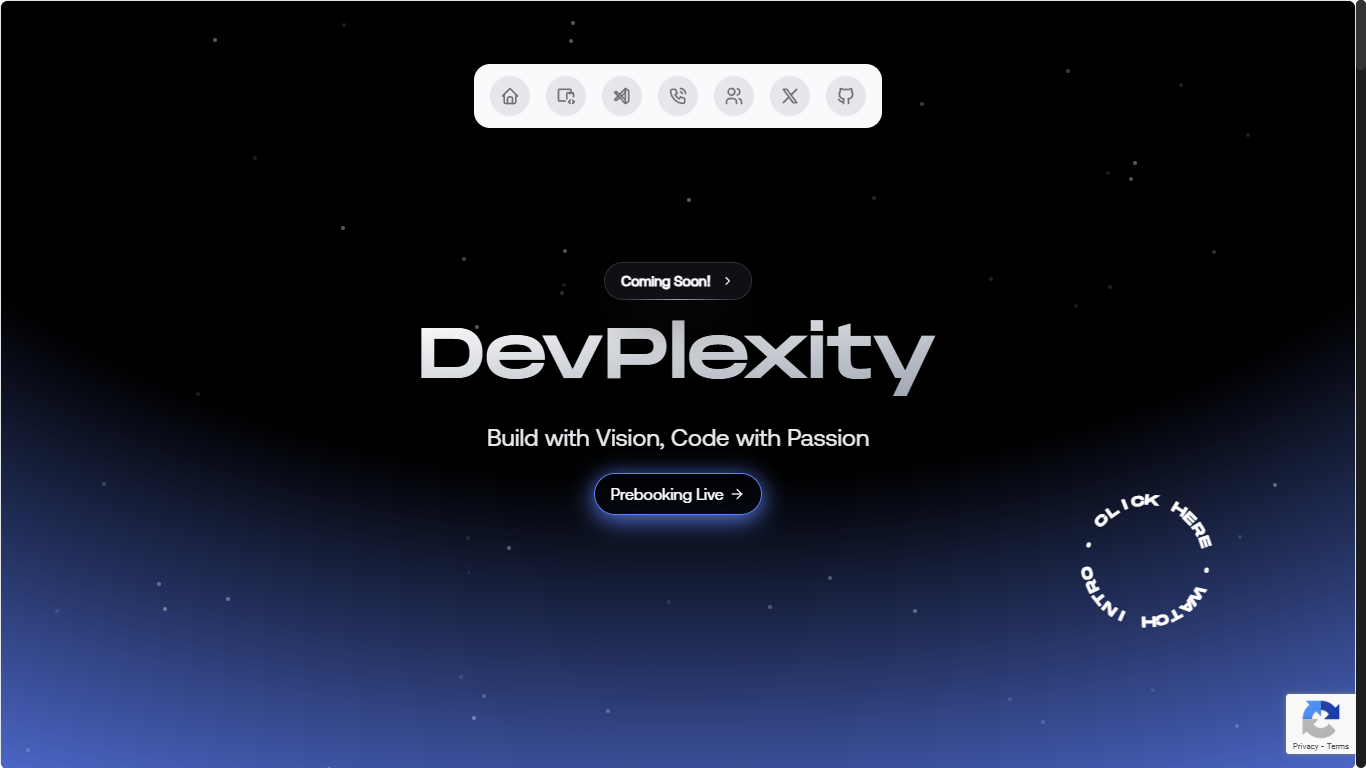 Coming Soon!
DevPlexity
Build with Vision, Code with Passion
Prebooking Live
CLICK HERE • WATCH INTRO •
Privacy - Terms